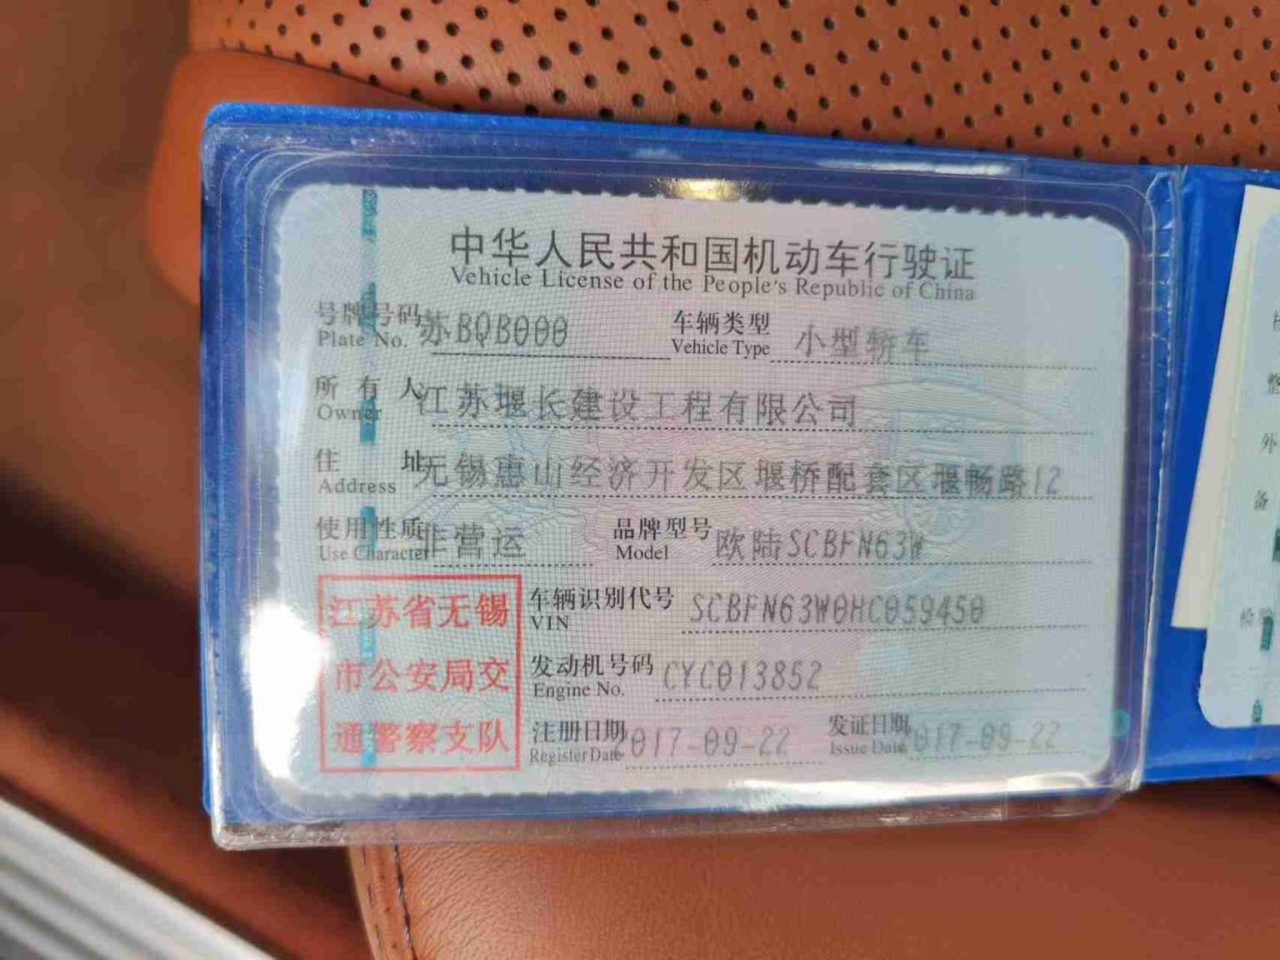 中华人民共和国机动车行驶证
Vehicle License of the People's Republic of China
号牌号码 苏BQB000 车辆类型 小型轿车
Plate No. Vehicle Type
所有人 江苏堰长建设工程有限公司
Owner
住址 无锡惠山经济开发区堰桥配套区堰畅路12
Address
使用性质 非营运 品牌型号 欧陆SCBFN63W
Use Character Model
江苏省无锡
市公安局交
通警察支队
车辆识别代号 SCBFN63W0HC059450
VIN
发动机号码 CYC013852
Engine No.
注册日期 017-09-22 发证日期 017-09-22
Register Date Issue Date
整
外
备
检验